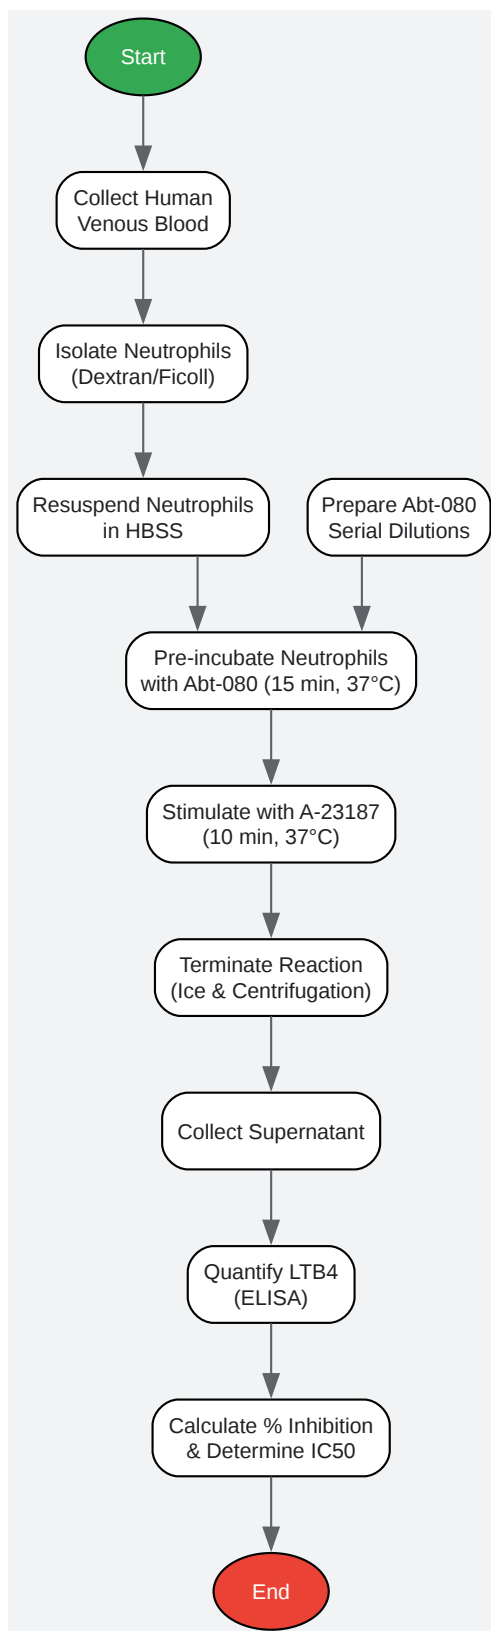 Start
Collect Human
Venous Blood
Isolate Neutrophils
(Dextran/Ficoll)
Resuspend Neutrophils
in HBSS
Prepare Abt-080
Serial Dilutions
Pre-incubate Neutrophils
with Abt-080 (15 min, 37°C)
Stimulate with A-23187
(10 min, 37°C)
Terminate Reaction
(Ice & Centrifugation)
Collect Supernatant
Quantify LTB4
(ELISA)
Calculate % Inhibition
& Determine IC50
End